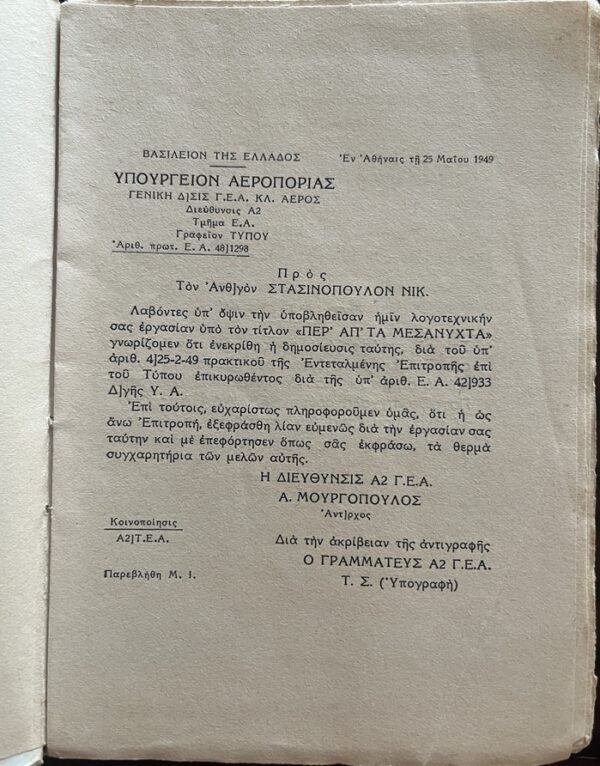 ΒΑΣΙΛΕΙΟΝ ΤΗΣ ΕΛΛΑΔΟΣ
Ἐν Ἀθήναις τῇ 25 Μαΐου 1949
ΥΠΟΥΡΓΕΙΟΝ ΑΕΡΟΠΟΡΙΑΣ
ΓΕΝΙΚΗ Δ]ΣΙΣ Γ.Ε.Α. ΚΛ. ΑΕΡΟΣ
Διεύθυνσις Α2
Τμῆμα Ε.Α.
Γραφεῖον ΤΥΠΟΥ
Ἀριθ. πρωτ. Ε. Α. 48]1298
Πρὸς
Τὸν Ἀνθ]γὸν ΣΤΑΣΙΝΟΠΟΥΛΟΝ ΝΙΚ.
Λαβόντες ὑπ' ὄψιν τὴν ὑποβληθεῖσαν ἡμῖν λογοτεχνικήν
σας ἐργασίαν ὑπὸ τὸν τίτλον «ΠΕΡ' ΑΠ' ΤΑ ΜΕΣΑΝΥΧΤΑ»
γνωρίζομεν ὅτι ἐνεκρίθη ἡ δημοσίευσις ταύτης, διὰ τοῦ ὑπ'
ἀριθ. 4]25-2-49 πρακτικοῦ τῆς Ἐντεταλμένης Ἐπιτροπῆς ἐπὶ
τοῦ Τύπου ἐπικυρωθέντος διὰ τῆς ὑπ' ἀριθ. Ε. Α. 42]933
Δ]γῆς Υ. Α.
Ἐπὶ τούτοις, εὐχαρίστως πληροφοροῦμεν ὑμᾶς, ὅτι ἡ ὡς
ἄνω Ἐπιτροπή, ἐξεφράσθη λίαν εὐμενῶς διὰ τὴν ἐργασίαν σας
ταύτην καὶ μὲ ἐπεφόρτησεν ὅπως σᾶς ἐκφράσω, τὰ θερμὰ
συγχαρητήρια τῶν μελῶν αὐτῆς.
Η ΔΙΕΥΘΥΝΣΙΣ Α2 Γ.Ε.Α.
Α. ΜΟΥΡΓΟΠΟΥΛΟΣ
Ἀντ]ρχος
Κοινοποίησις
Α2]Τ.Ε.Α.
Διὰ τὴν ἀκρίβειαν τῆς ἀντιγραφῆς
Ο ΓΡΑΜΜΑΤΕΥΣ Α2 Γ.Ε.Α.
Παρεβλήθη Μ. Ι.
Τ. Σ. (Ὑπογραφὴ)